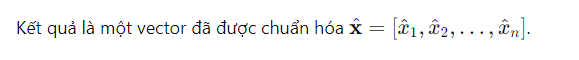 Kết quả là một vector đã được chuẩn hóa x̂ = [x̂₁, x̂₂, . . . , x̂ₙ].